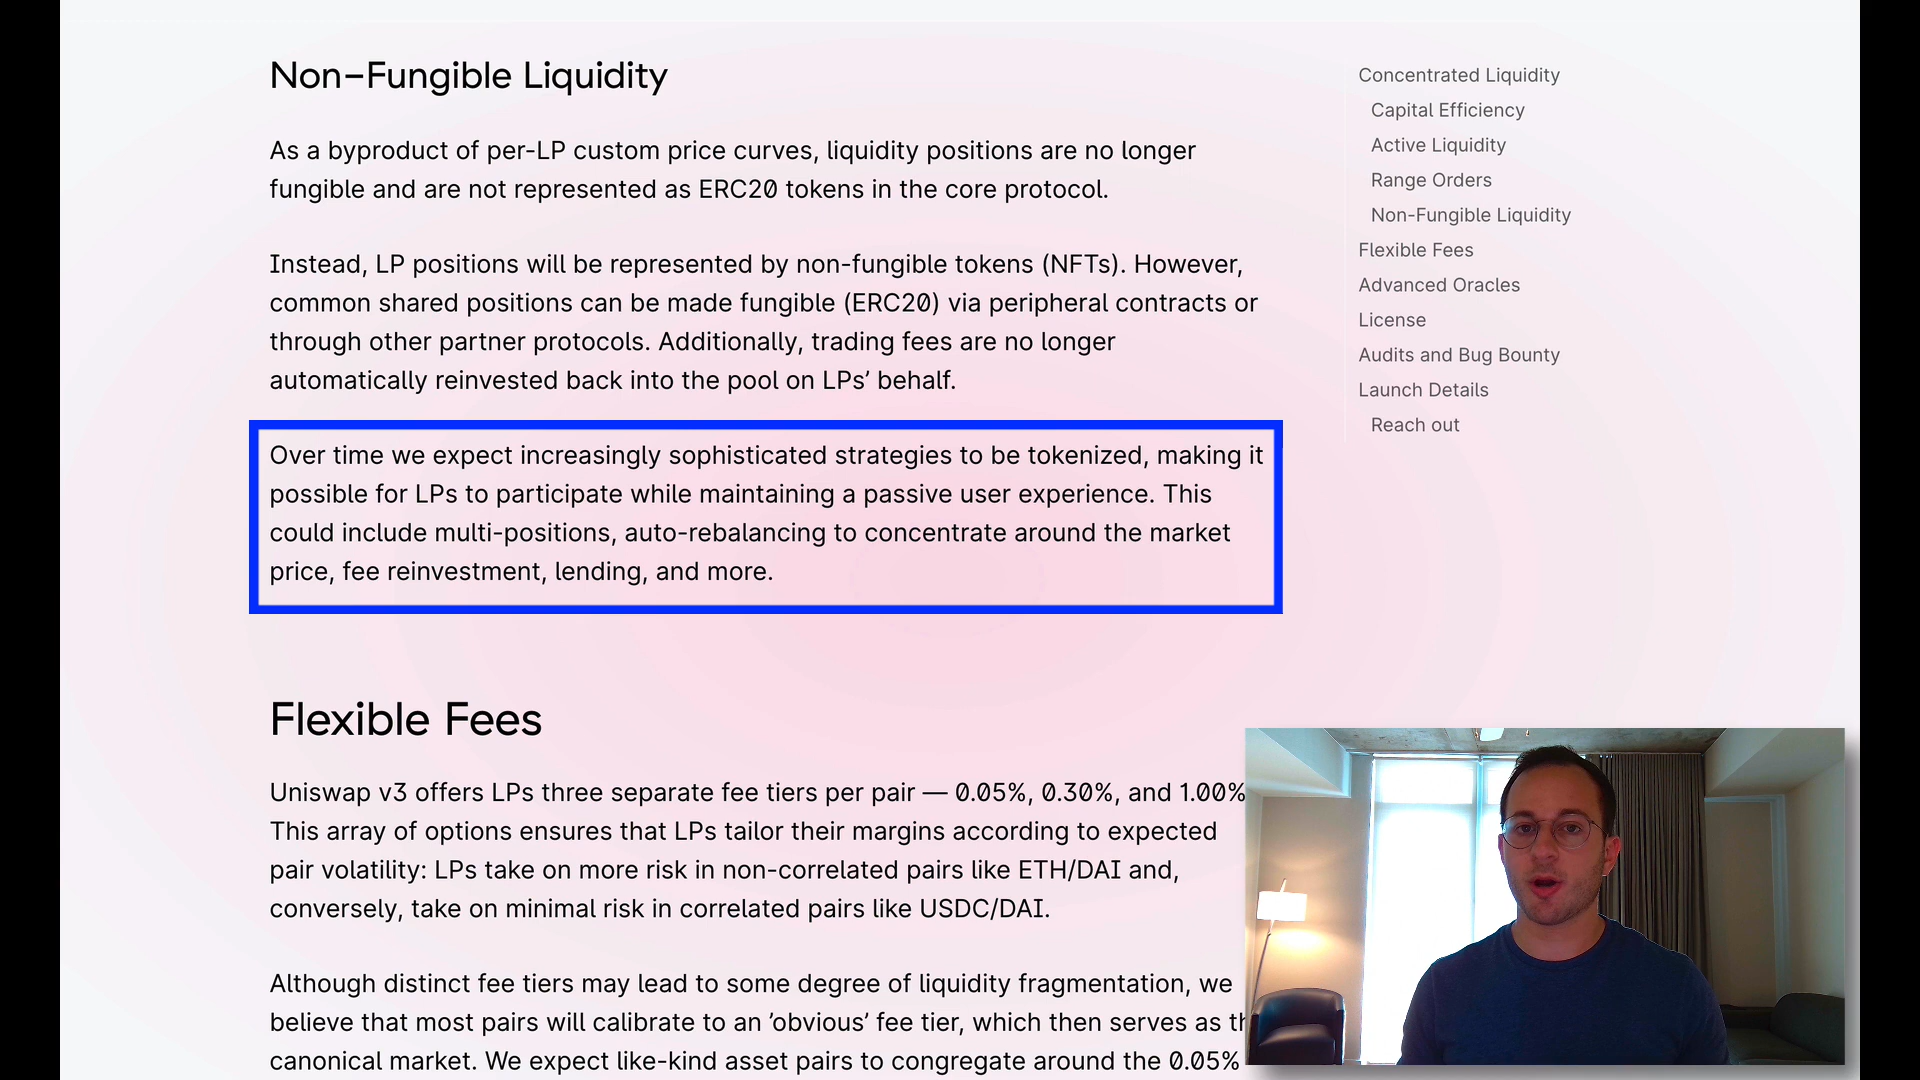 Non-Fungible Liquidity
As a byproduct of per-LP custom price curves, liquidity positions are no longer
fungible and are not represented as ERC20 tokens in the core protocol.
Instead, LP positions will be represented by non-fungible tokens (NFTs). However,
common shared positions can be made fungible (ERC20) via peripheral contracts or
through other partner protocols. Additionally, trading fees are no longer
automatically reinvested back into the pool on LPs’ behalf.
Over time we expect increasingly sophisticated strategies to be tokenized, making it
possible for LPs to participate while maintaining a passive user experience. This
could include multi-positions, auto-rebalancing to concentrate around the market
price, fee reinvestment, lending, and more.
Flexible Fees
Uniswap v3 offers LPs three separate fee tiers per pair — 0.05%, 0.30%, and 1.00%
This array of options ensures that LPs tailor their margins according to expected
pair volatility: LPs take on more risk in non-correlated pairs like ETH/DAI and,
conversely, take on minimal risk in correlated pairs like USDC/DAI.
Although distinct fee tiers may lead to some degree of liquidity fragmentation, we
believe that most pairs will calibrate to an ’obvious’ fee tier, which then serves as
canonical market. We expect like-kind asset pairs to congregate around the 0.05%
Concentrated Liquidity
Capital Efficiency
Active Liquidity
Range Orders
Non-Fungible Liquidity
Flexible Fees
Advanced Oracles
License
Audits and Bug Bounty
Launch Details
Reach out